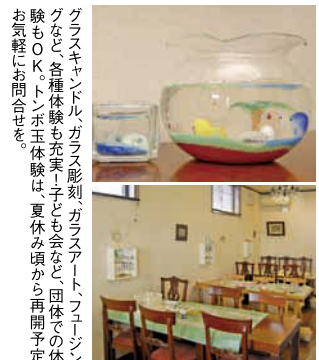 グラスキャンドル、ガラス彫刻、ガラスアート、フュージン
グなど、各種体験も充実!子ども会など、団体での体
験もOK。トンボ玉体験は、夏休み頃から再開予定
お気軽にお問合せを。